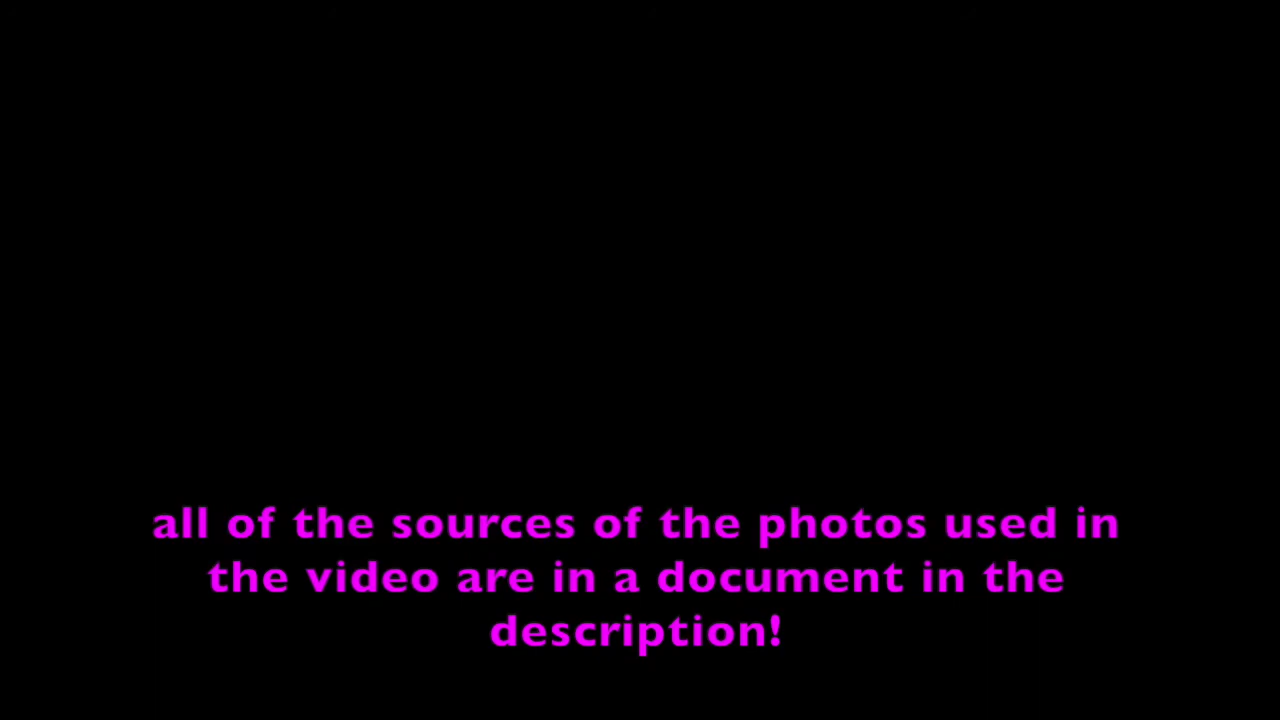 all of the sources of the photos used in
the video are in a document in the
description!